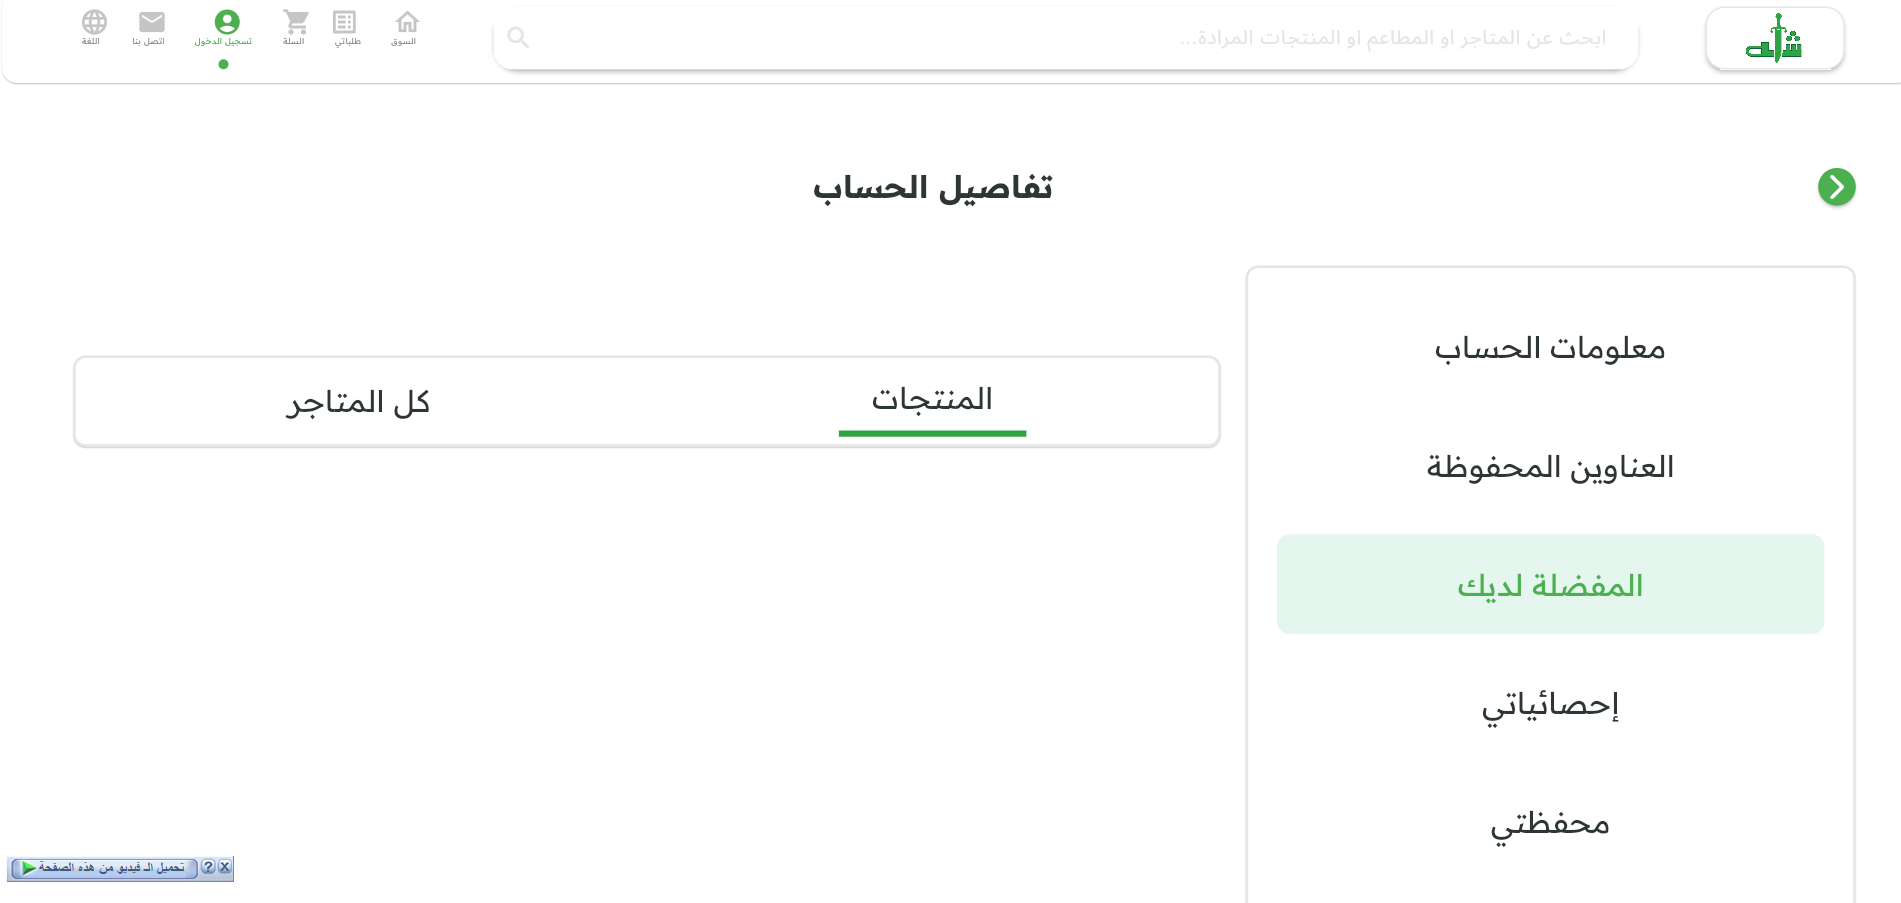 ابحث عن المتاجر او المطاعم او المنتجات المرادة...
السوق
طلباتي
السلة
تسجيل الدخول
اتصل بنا
اللغة
تفاصيل الحساب
معلومات الحساب
العناوين المحفوظة
المفضلة لديك
إحصائياتي
محفظتي
المنتجات
كل المتاجر
تحميل الـ فيديو من هذه الصفحة